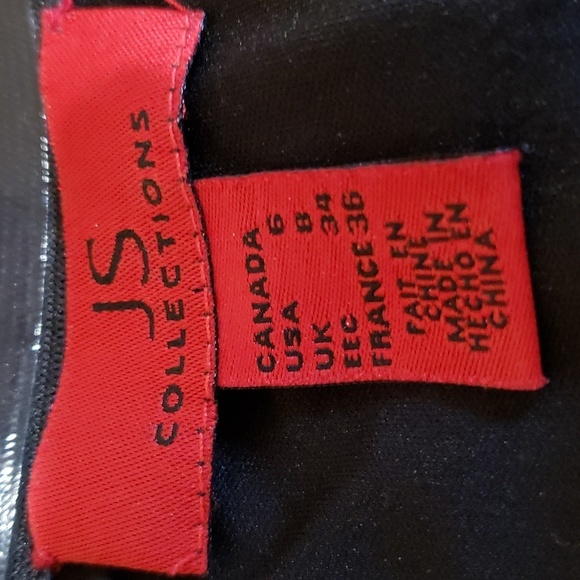 JS
COLLECTIONS
CANADA
USA 6
UK 8
EEC 34
FRANCE 36
FAIT EN
CHINE
MADE IN
HECHO EN
CHINA